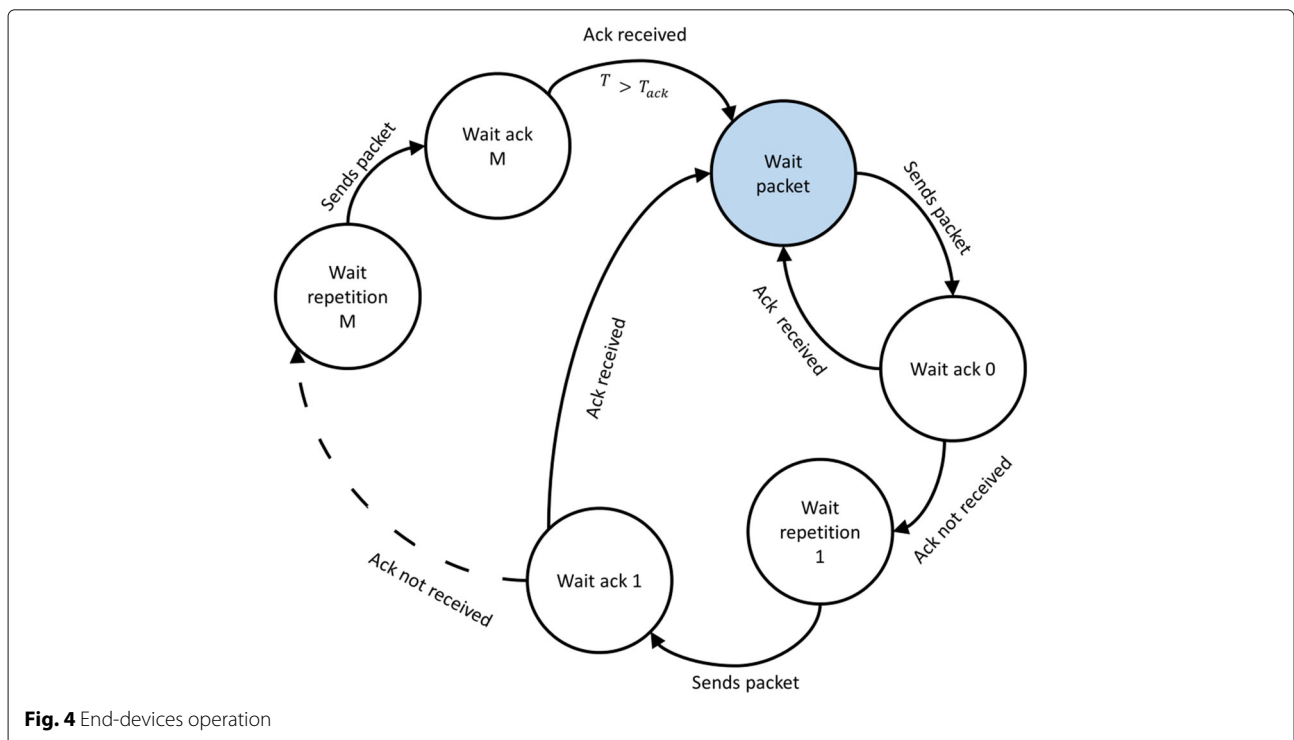 Ack received
T > T_ack
Wait ack
M
Wait
packet
Sends packet
Sends packet
Wait
repetition
M
Ack received
Ack received
Wait ack 0
Wait
repetition
1
Ack not received
Ack not received
Wait ack 1
Sends packet
Fig. 4 End-devices operation